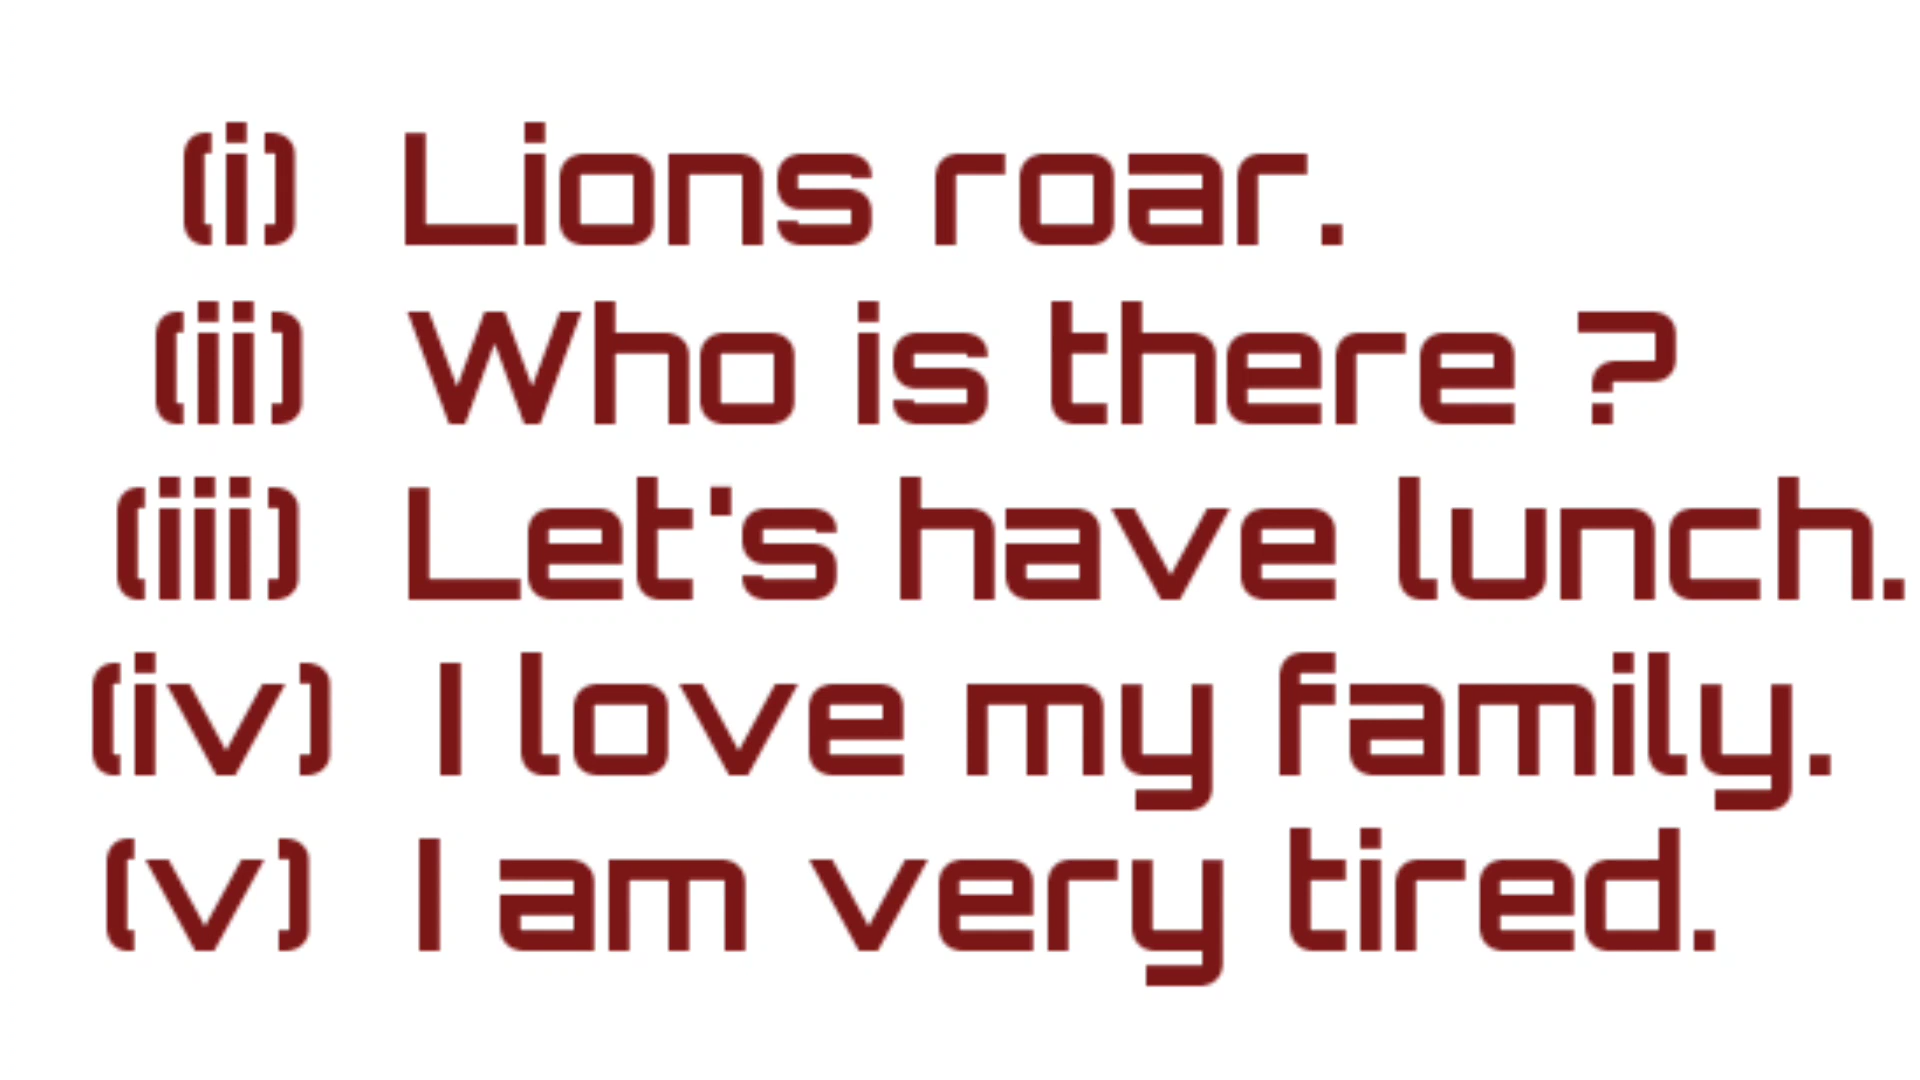 (i) Lions roar.
(ii) Who is there ?
(iii) Let's have lunch.
(iv) I love my family.
(v) I am very tired.